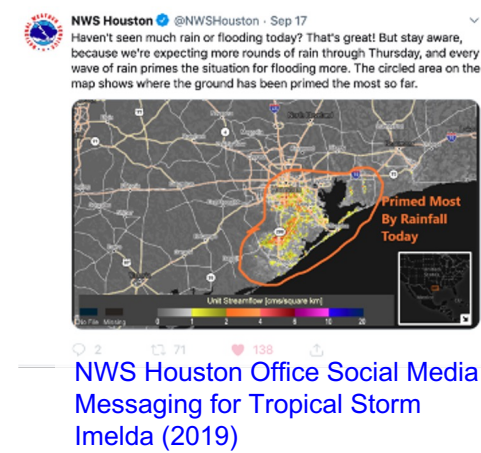 NWS Houston @NWSHouston · Sep 17
Haven't seen much rain or flooding today? That's great! But stay aware,
because we're expecting more rounds of rain through Thursday, and every
wave of rain primes the situation for flooding more. The circled area on the
map shows where the ground has been primed the most so far.
Primed Most
By Rainfall
Today
Unit Streamflow [cms/square km]
No File Missing 0 1 2 4 6 8 10 20
2 71 138
NWS Houston Office Social Media
Messaging for Tropical Storm
Imelda (2019)